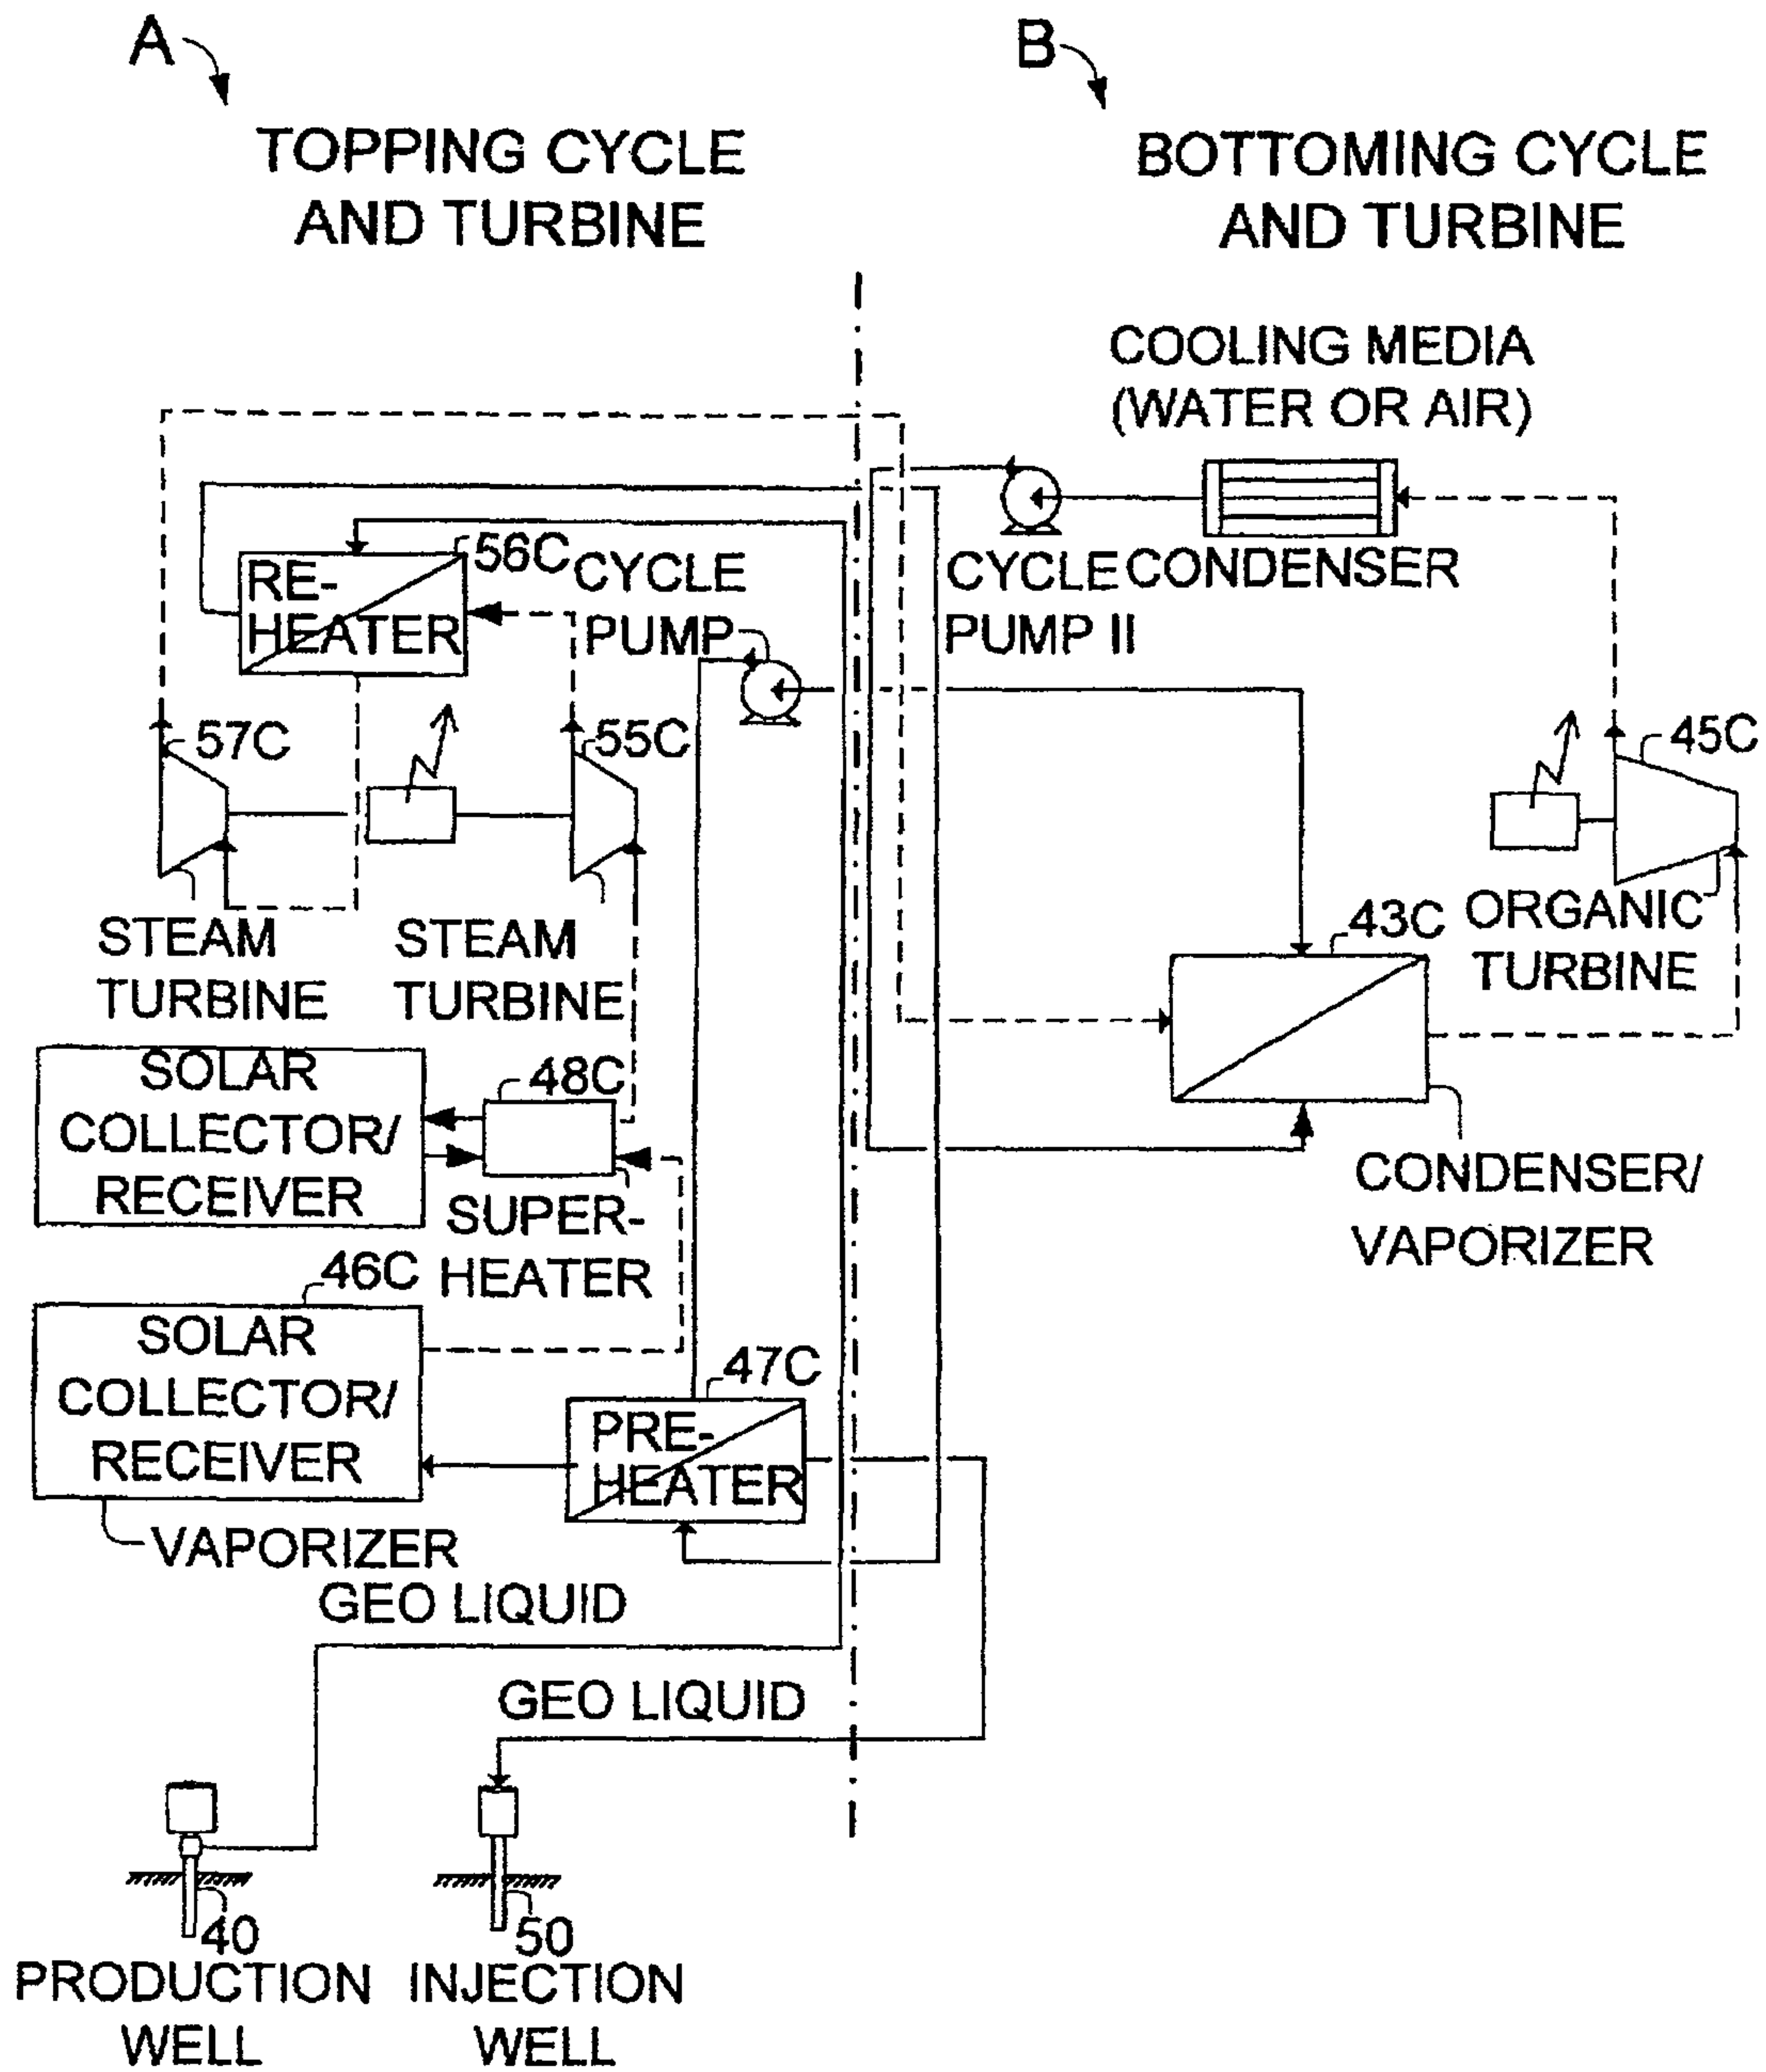 A
TOPPING CYCLE
AND TURBINE
B
BOTTOMING CYCLE
AND TURBINE
COOLING MEDIA
(WATER OR AIR)
RE-
HEATER
56C
CYCLE
PUMP
CYCLE
PUMP II
CONDENSER
57C
55C
45C
STEAM
TURBINE
STEAM
TURBINE
ORGANIC
TURBINE
43C
CONDENSER/
VAPORIZER
SOLAR
COLLECTOR/
RECEIVER
48C
SUPER-
HEATER
46C
SOLAR
COLLECTOR/
RECEIVER
VAPORIZER
47C
PRE-
HEATER
GEO LIQUID
GEO LIQUID
40
PRODUCTION
WELL
50
INJECTION
WELL